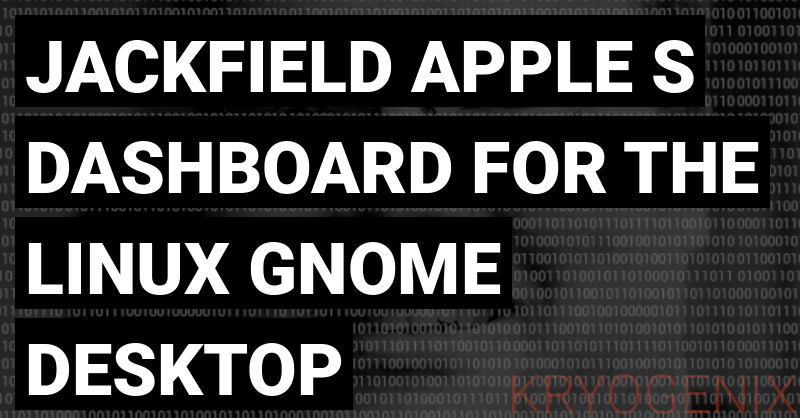 JACKFIELD APPLE S
DASHBOARD FOR THE
LINUX GNOME
DESKTOP
KRYOGENIX